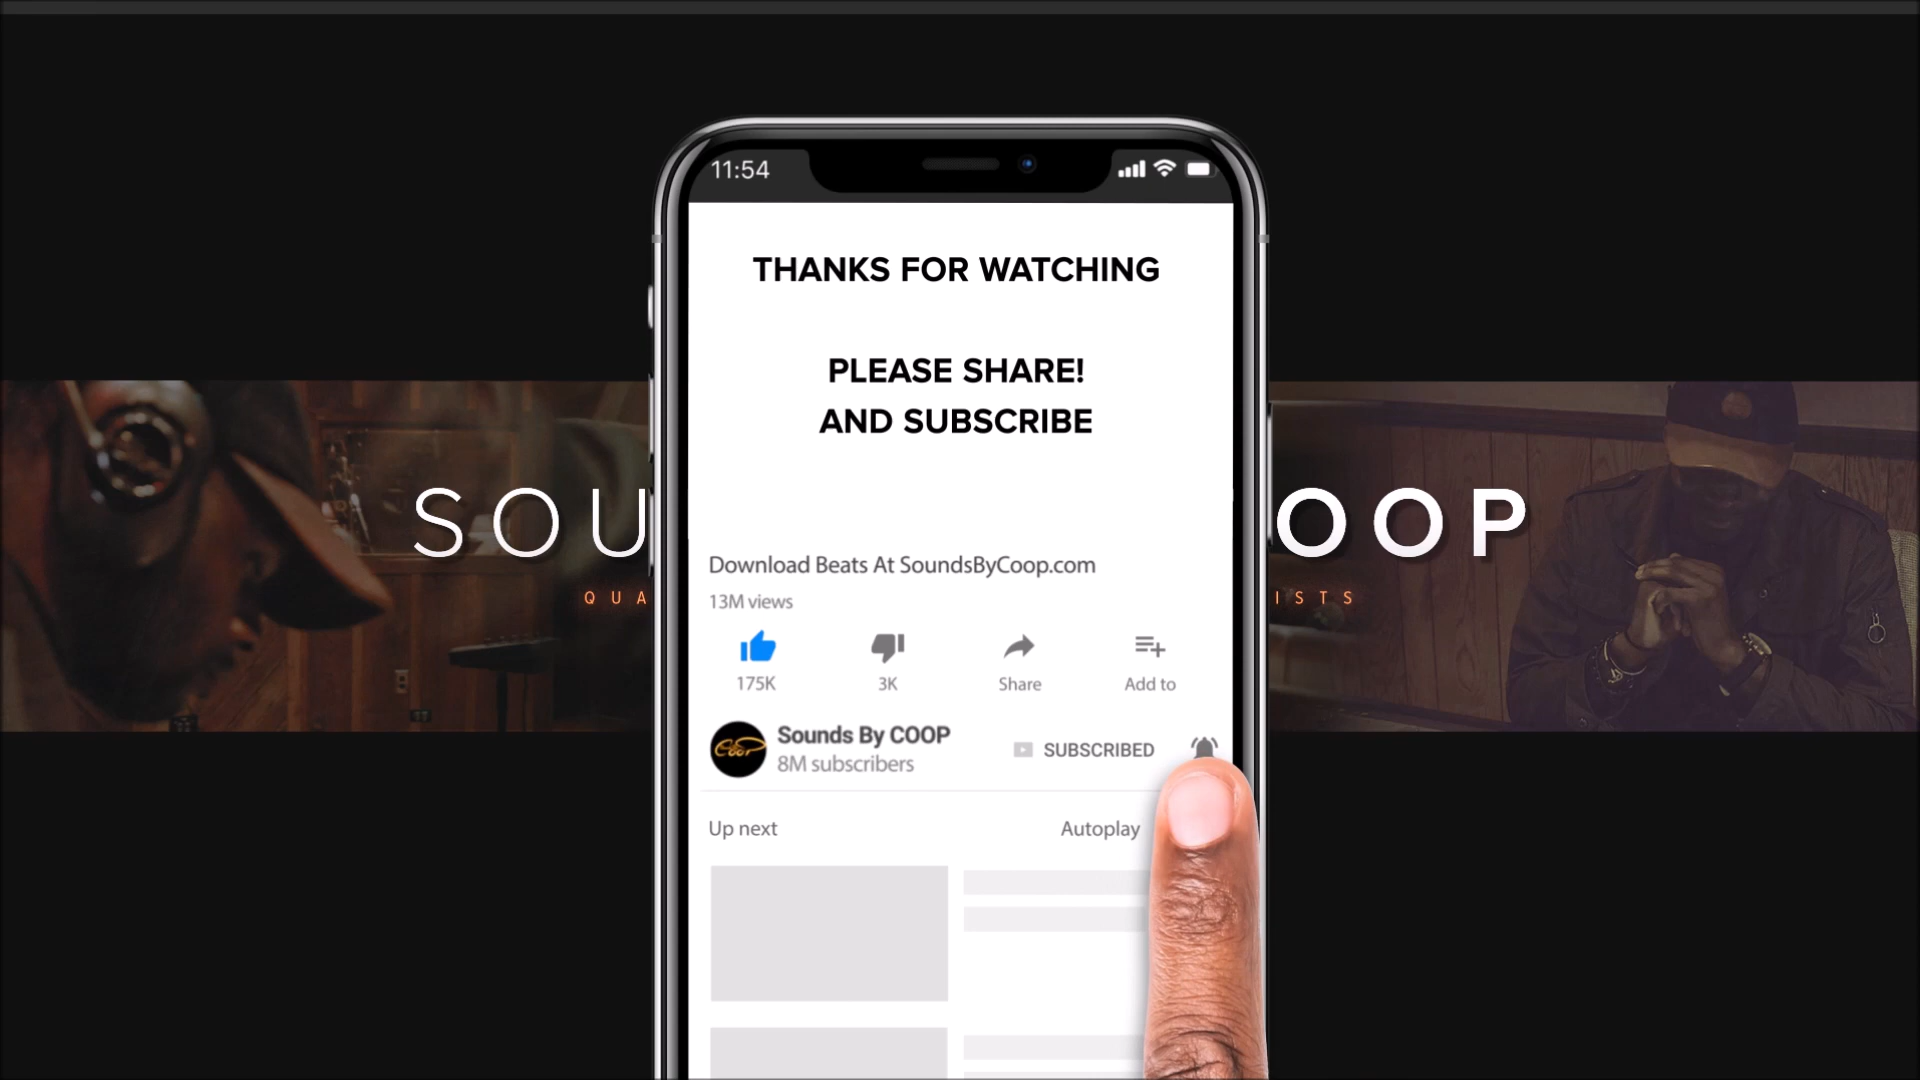 11:54
THANKS FOR WATCHING
PLEASE SHARE!
AND SUBSCRIBE
SOU OOP
QUA ISTS
Download Beats At SoundsByCoop.com
13M views
175K 3K Share Add to
COOP
Sounds By COOP
8M subscribers
SUBSCRIBED
Up next Autoplay